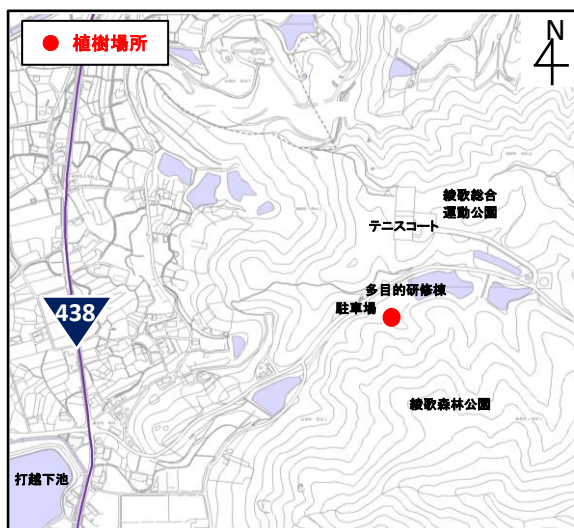 ● 植樹場所
N
綾歌総合
運動公園
テニスコート
多目的研修棟
駐車場
438
綾歌森林公園
打越下池